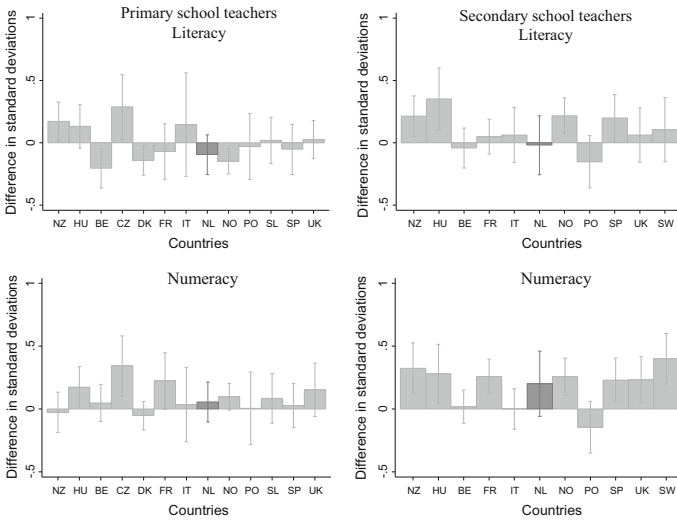 Primary school teachers
Literacy
Difference in standard deviations
1
.5
0
-.5
NZ HU BE CZ DK FR IT NL NO PO SL SP UK
Countries
Secondary school teachers
Literacy
Difference in standard deviations
1
.5
0
-.5
NZ HU BE FR IT NL NO PO SP UK SW
Countries
Numeracy
Difference in standard deviations
1
.5
0
-.5
NZ HU BE CZ DK FR IT NL NO PO SL SP UK
Countries
Numeracy
Difference in standard deviations
1
.5
0
-.5
NZ HU BE FR IT NL NO PO SP UK SW
Countries